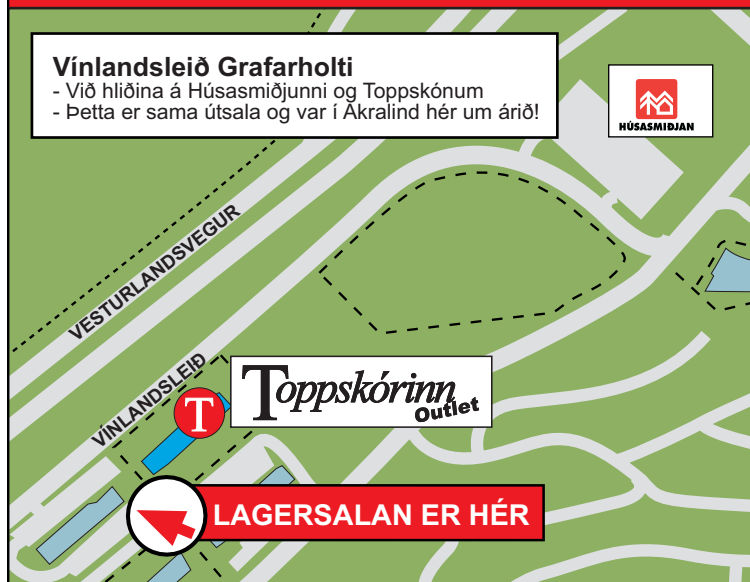 Vínlandsleið Grafarholti
- Við hliðina á Húsasmiðjunni og Toppskónum
- Þetta er sama útsala og var í Akralind hér um árið!
HÚSASMIÐJAN
VESTURLANDSVEGUR
VÍNLANDSLEIÐ
T
Toppskórinn
Outlet
LAGERSALAN ER HÉR